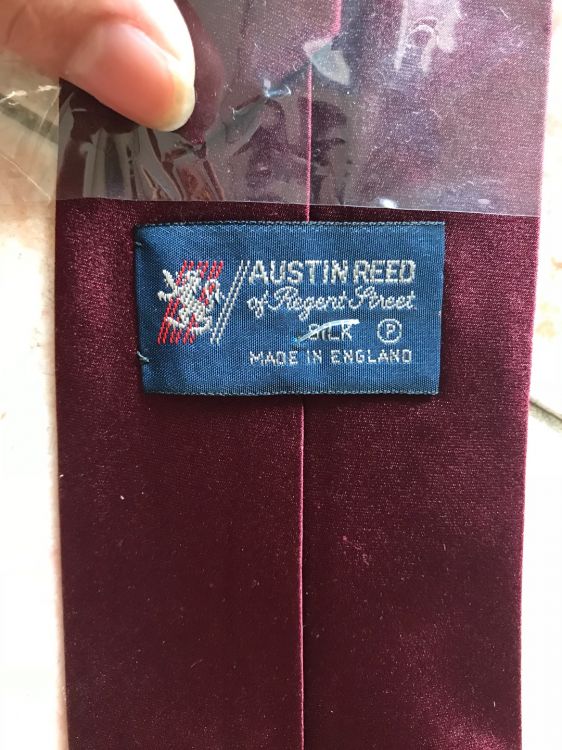 AUSTIN REED
of Regent Street
SILK Ⓟ
MADE IN ENGLAND